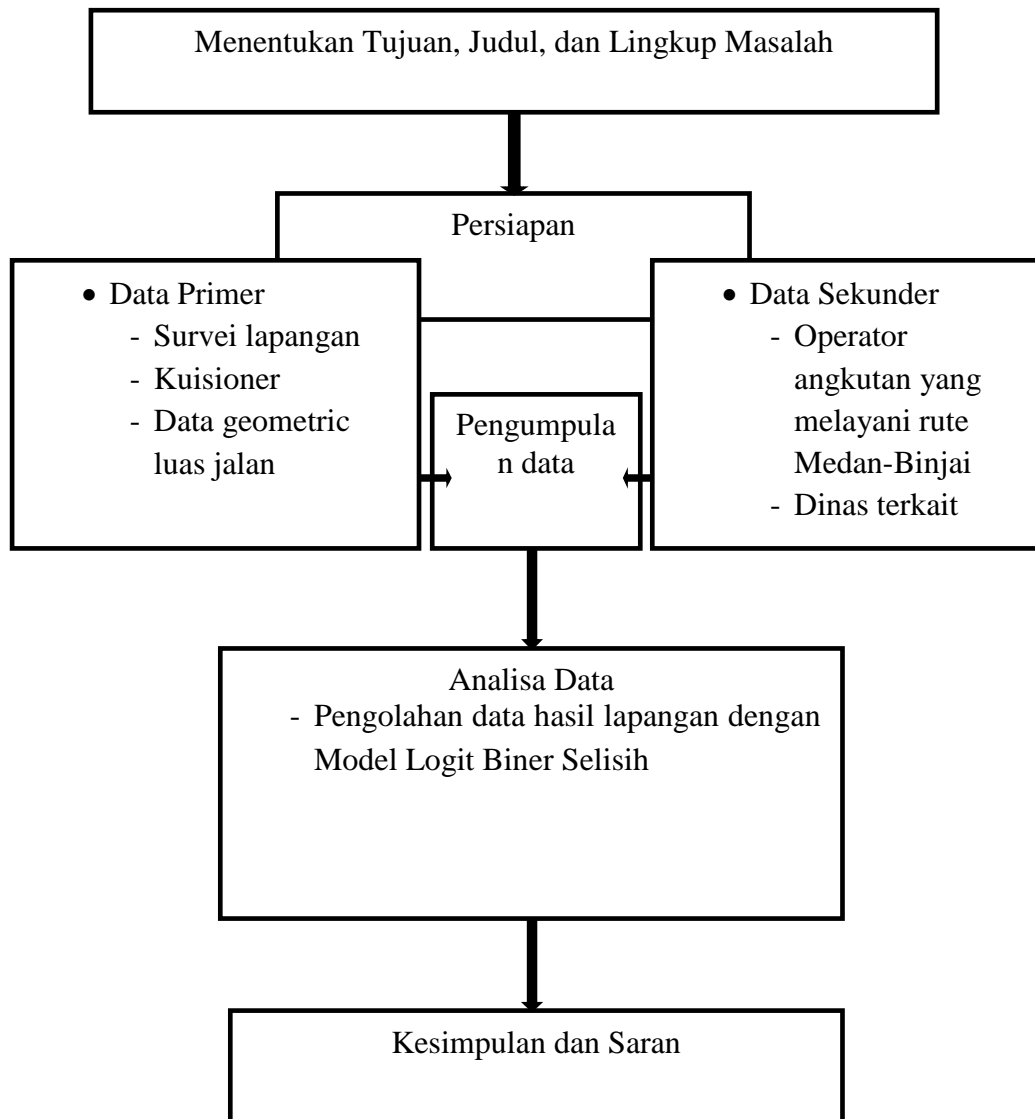 Menentukan Tujuan, Judul, dan Lingkup Masalah
Persiapan
• Data Primer
- Survei lapangan
- Kuisioner
- Data geometric
luas jalan
Pengumpula
n data
• Data Sekunder
- Operator
angkutan yang
melayani rute
Medan-Binjai
- Dinas terkait
Analisa Data
- Pengolahan data hasil lapangan dengan
Model Logit Biner Selisih
Kesimpulan dan Saran